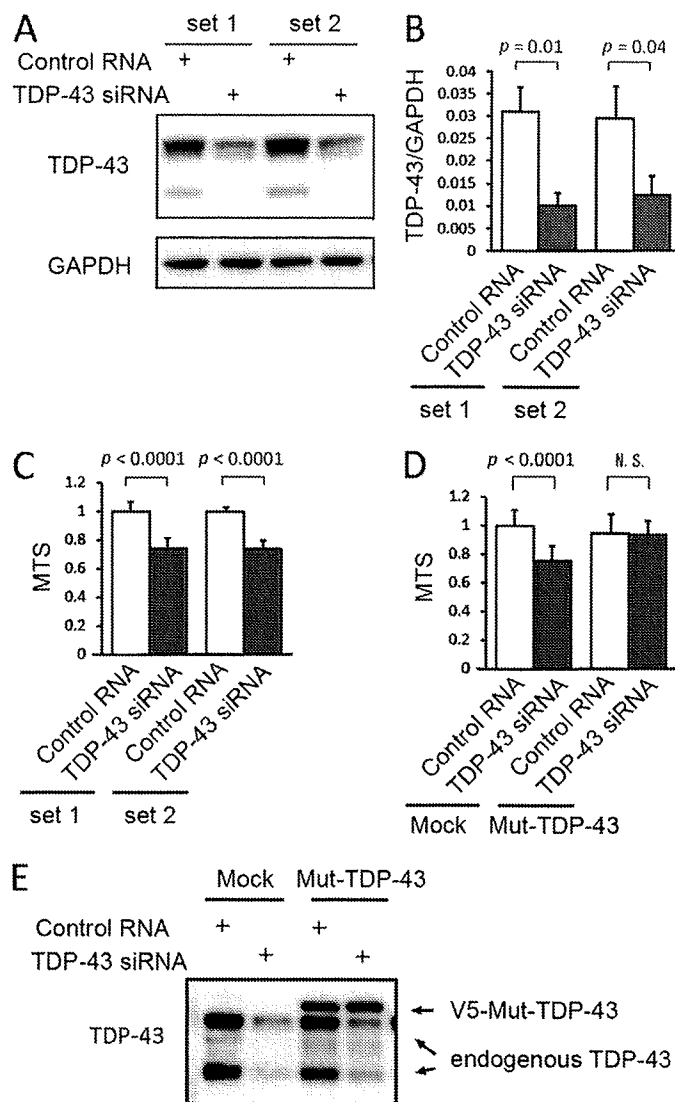 A
set 1 set 2
Control RNA + +
TDP-43 siRNA + +
TDP-43
GAPDH
B
p = 0.01 p = 0.04
TDP-43/GAPDH
0.04
0.035
0.03
0.025
0.02
0.015
0.01
0.005
0
Control RNA
TDP-43 siRNA
Control RNA
TDP-43 siRNA
set 1 set 2
C
p < 0.0001 p < 0.0001
MTS
1.2
1
0.8
0.6
0.4
0.2
0
Control RNA
TDP-43 siRNA
Control RNA
TDP-43 siRNA
set 1 set 2
D
p < 0.0001 N. S.
MTS
1.2
1
0.8
0.6
0.4
0.2
0
Control RNA
TDP-43 siRNA
Control RNA
TDP-43 siRNA
Mock Mut-TDP-43
E
Mock Mut-TDP-43
Control RNA + +
TDP-43 siRNA + +
TDP-43
V5-Mut-TDP-43
endogenous TDP-43